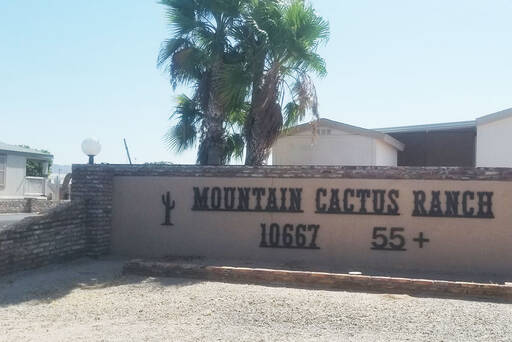 MOUNTAIN CACTUS RANCH
10667 55+